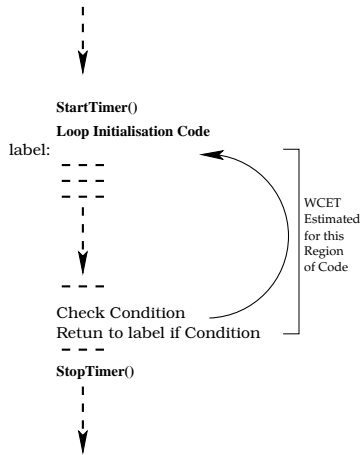 StartTimer()
Loop Initialisation Code
label:
WCET
Estimated
for this
Region
of Code
Check Condition
Retun to label if Condition
StopTimer()